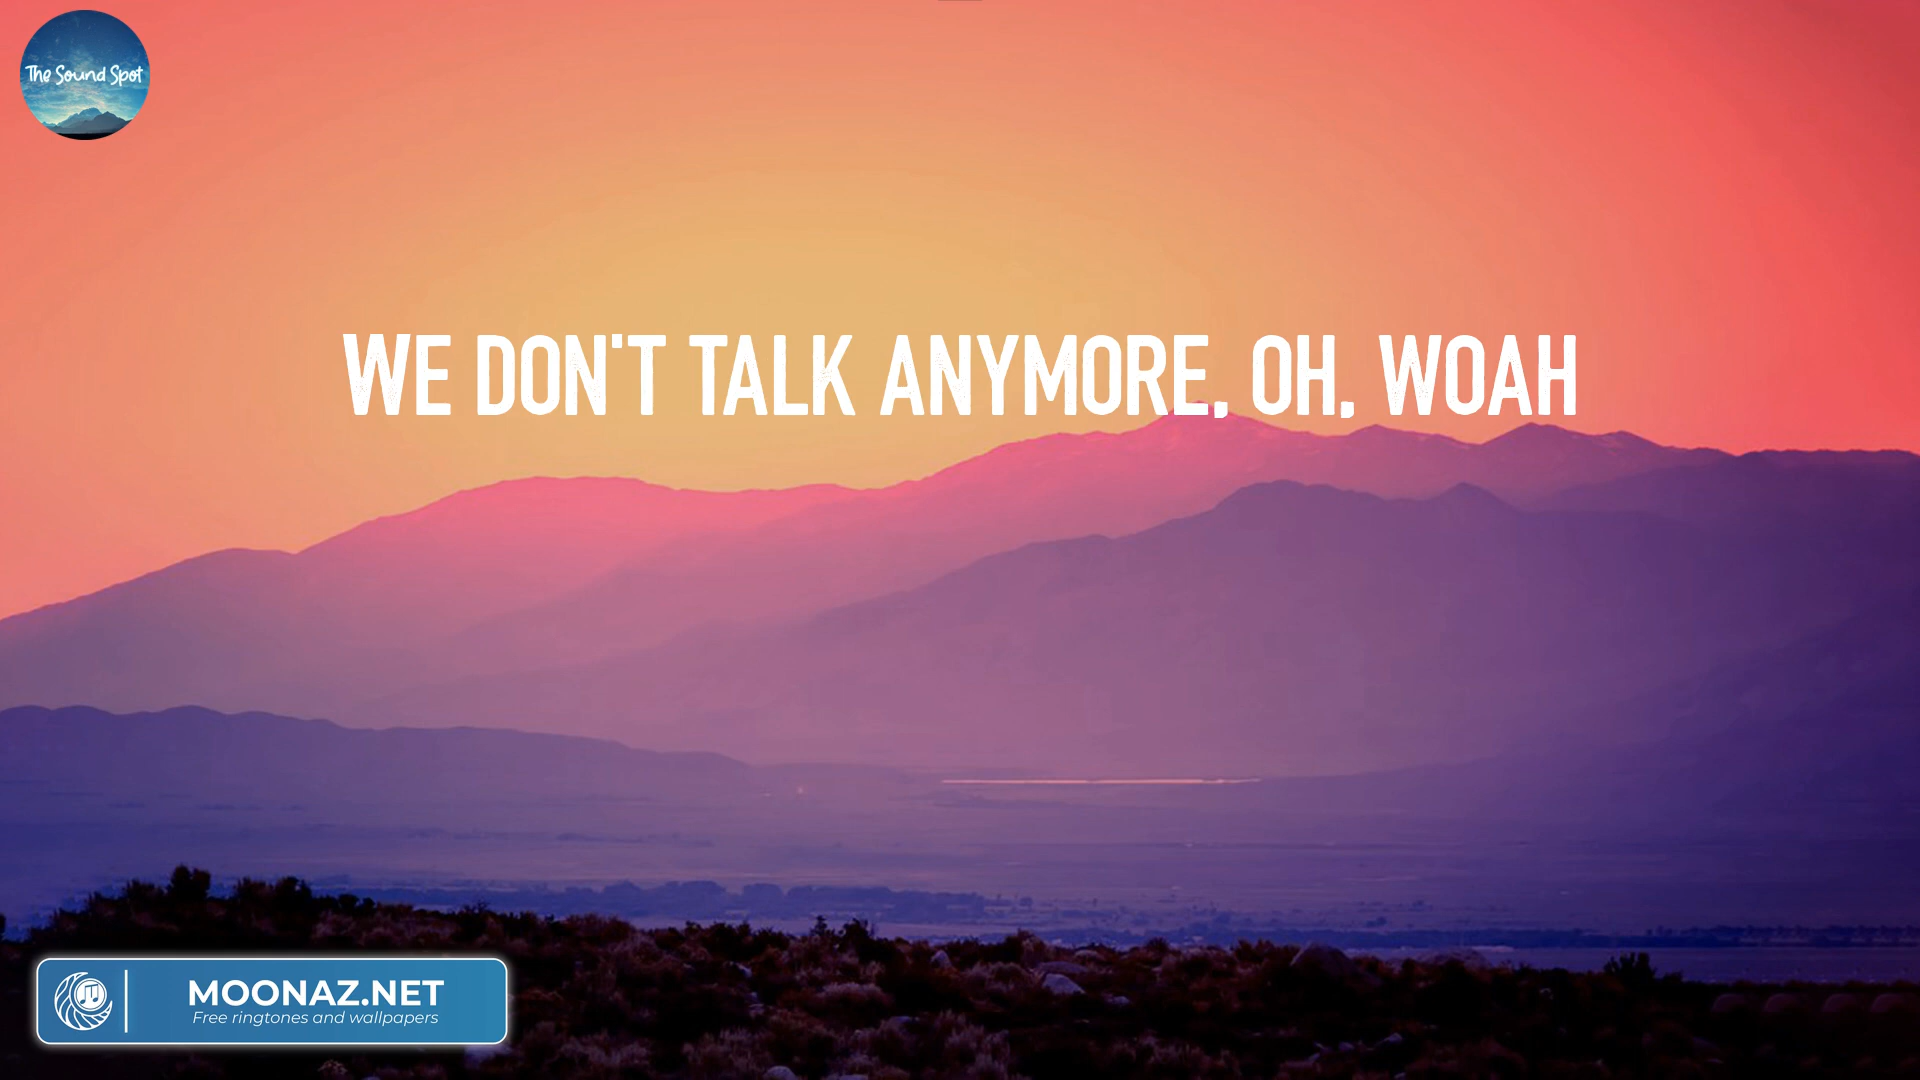 The Sound Spot
WE DON'T TALK ANYMORE, OH, WOAH
MOONAZ.NET
Free ringtones and wallpapers